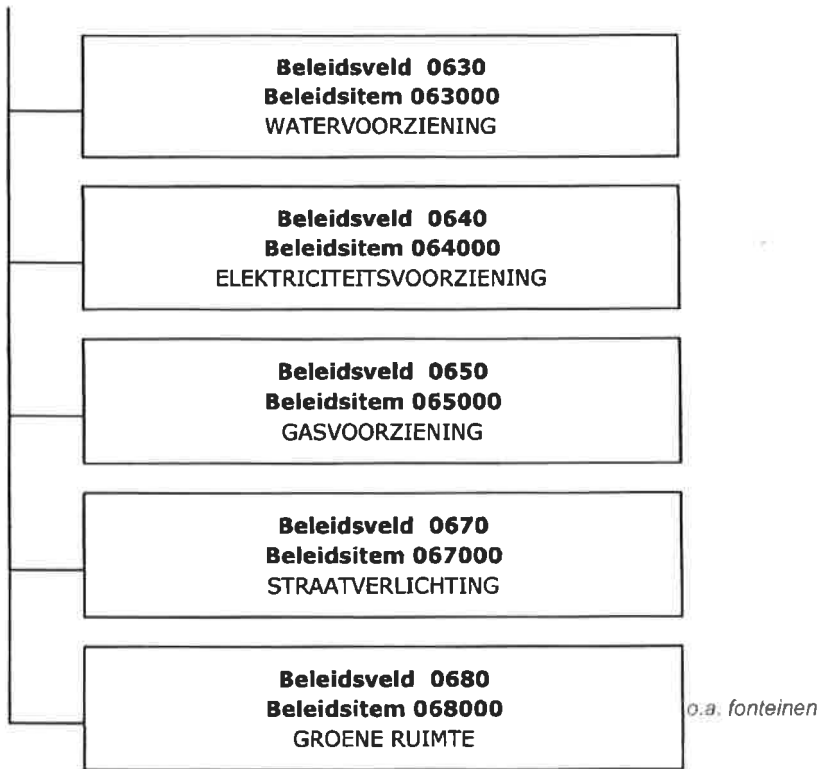 Beleidsveld 0630
Beleidsitem 063000
WATERVOORZIENING
Beleidsveld 0640
Beleidsitem 064000
ELEKTRICITEITSVOORZIENING
Beleidsveld 0650
Beleidsitem 065000
GASVOORZIENING
Beleidsveld 0670
Beleidsitem 067000
STRAATVERLICHTING
Beleidsveld 0680
Beleidsitem 068000
GROENE RUIMTE
o.a. fonteinen